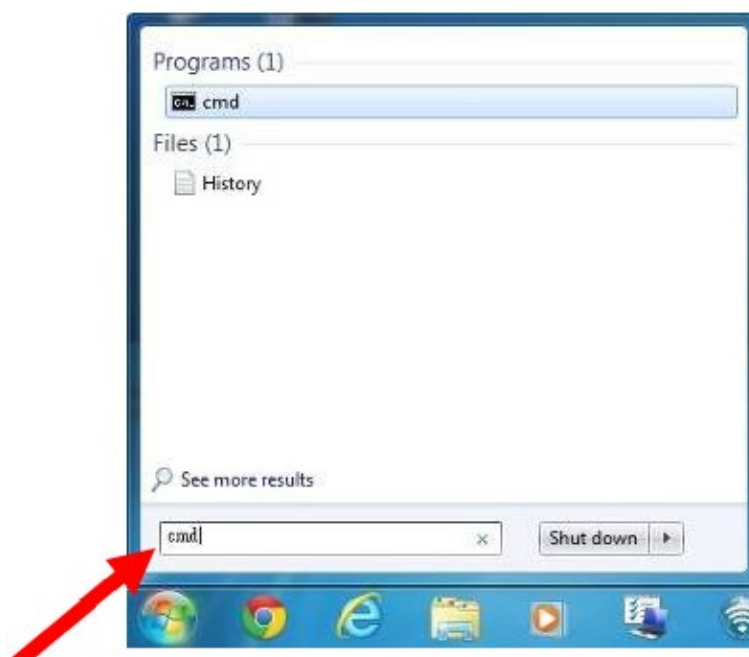 Programs (1)
cmd
Files (1)
History
See more results
cmd
Shut down